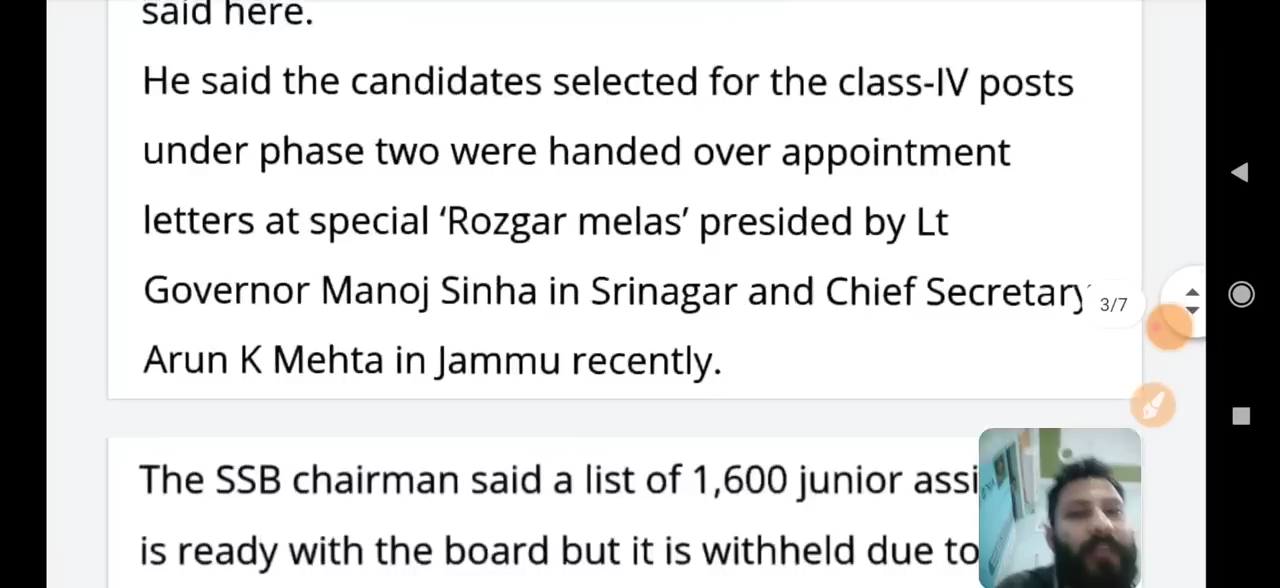 said here.
He said the candidates selected for the class-IV posts
under phase two were handed over appointment
letters at special ‘Rozgar melas’ presided by Lt
Governor Manoj Sinha in Srinagar and Chief Secretary
3/7
Arun K Mehta in Jammu recently.
The SSB chairman said a list of 1,600 junior assi
is ready with the board but it is withheld due to